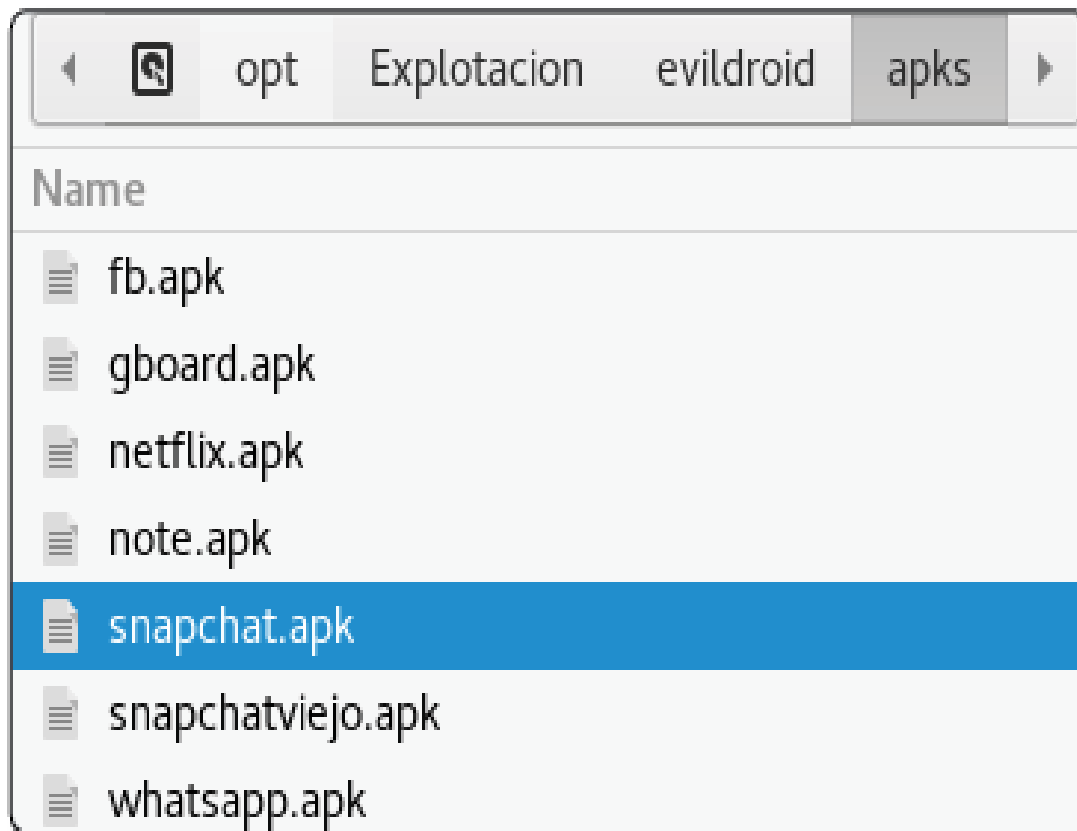 opt Explotacion evildroid apks
Name
fb.apk
gboard.apk
netflix.apk
note.apk
snapchat.apk
snapchatviejo.apk
whatsapp.apk